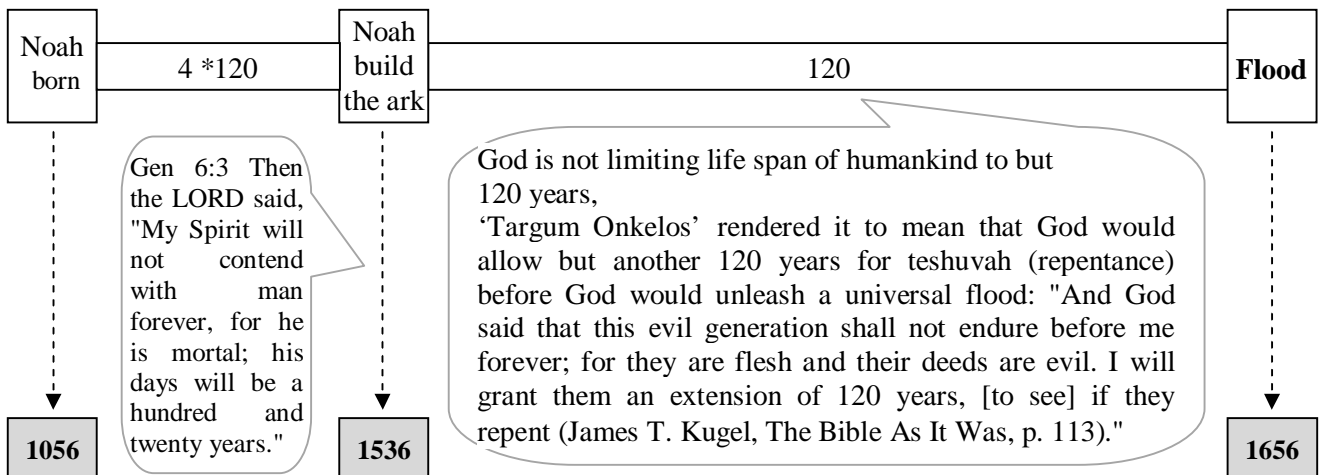 Noah
born
4 *120
Noah
build
the ark
120
Flood
Gen 6:3 Then
the LORD said,
"My Spirit will
not contend
with man
forever, for he
is mortal; his
days will be a
hundred and
twenty years."
God is not limiting life span of humankind to but
120 years,
‘Targum Onkelos’ rendered it to mean that God would
allow but another 120 years for teshuvah (repentance)
before God would unleash a universal flood: "And God
said that this evil generation shall not endure before me
forever; for they are flesh and their deeds are evil. I will
grant them an extension of 120 years, [to see] if they
repent (James T. Kugel, The Bible As It Was, p. 113)."
1056
1536
1656